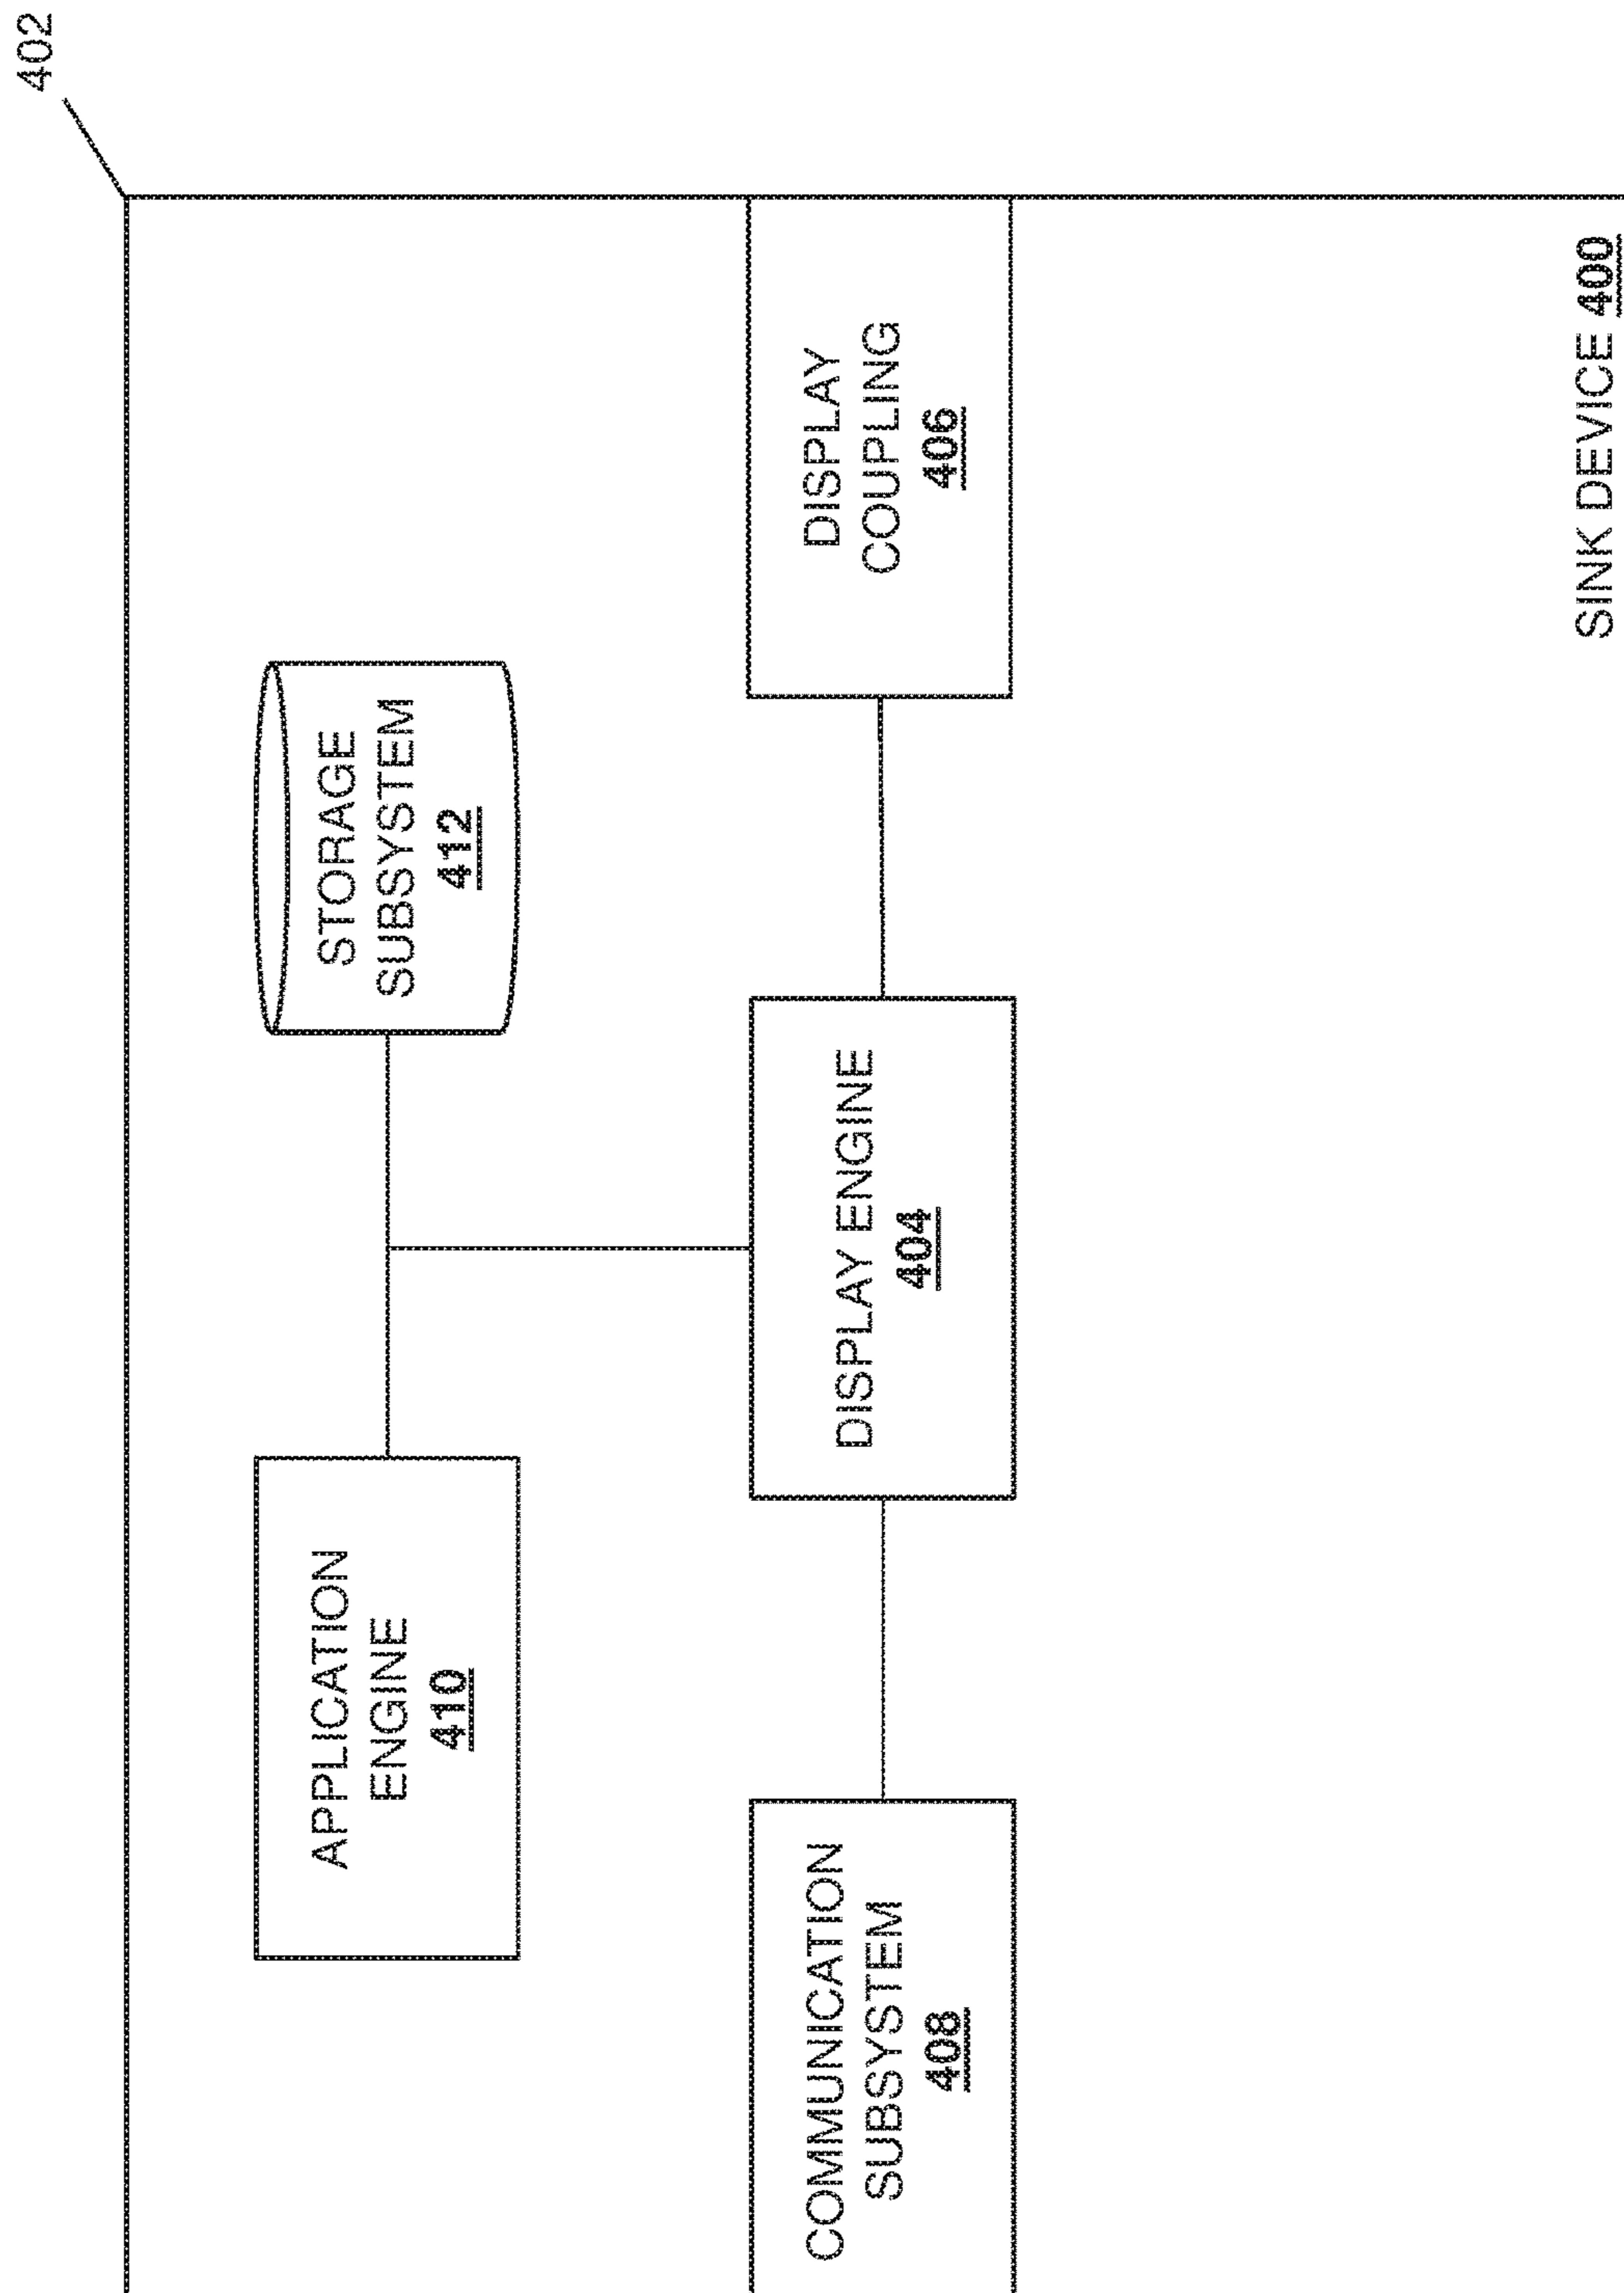 402
APPLICATION
ENGINE
410
STORAGE
SUBSYSTEM
412
COMMUNICATION
SUBSYSTEM
408
DISPLAY ENGINE
404
DISPLAY
COUPLING
406
SINK DEVICE 400